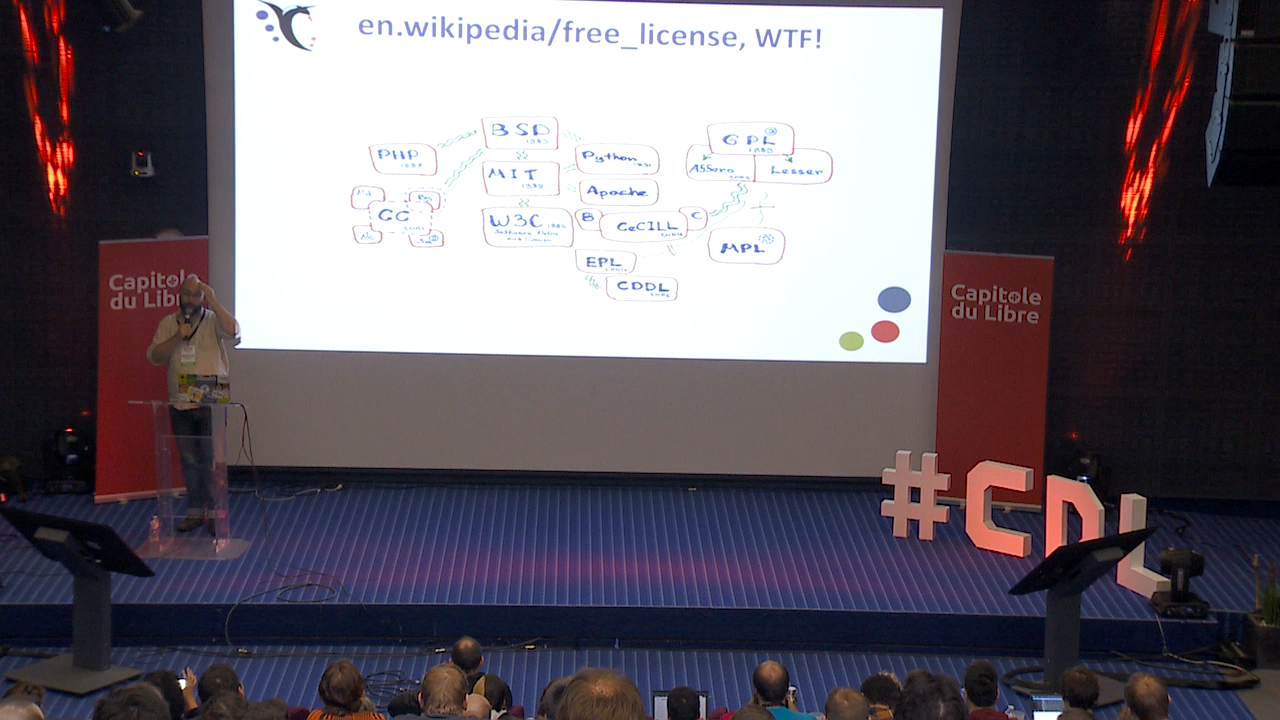 en.wikipedia/free_license, WTF!
BSD
PHP
MIT
Python
Apache
GPL
Lesser
CC
W3C
B
CeCILL
C
MPL
EPL
CDDL
Capitole
du Libre
Capitole
du Libre
#CDL